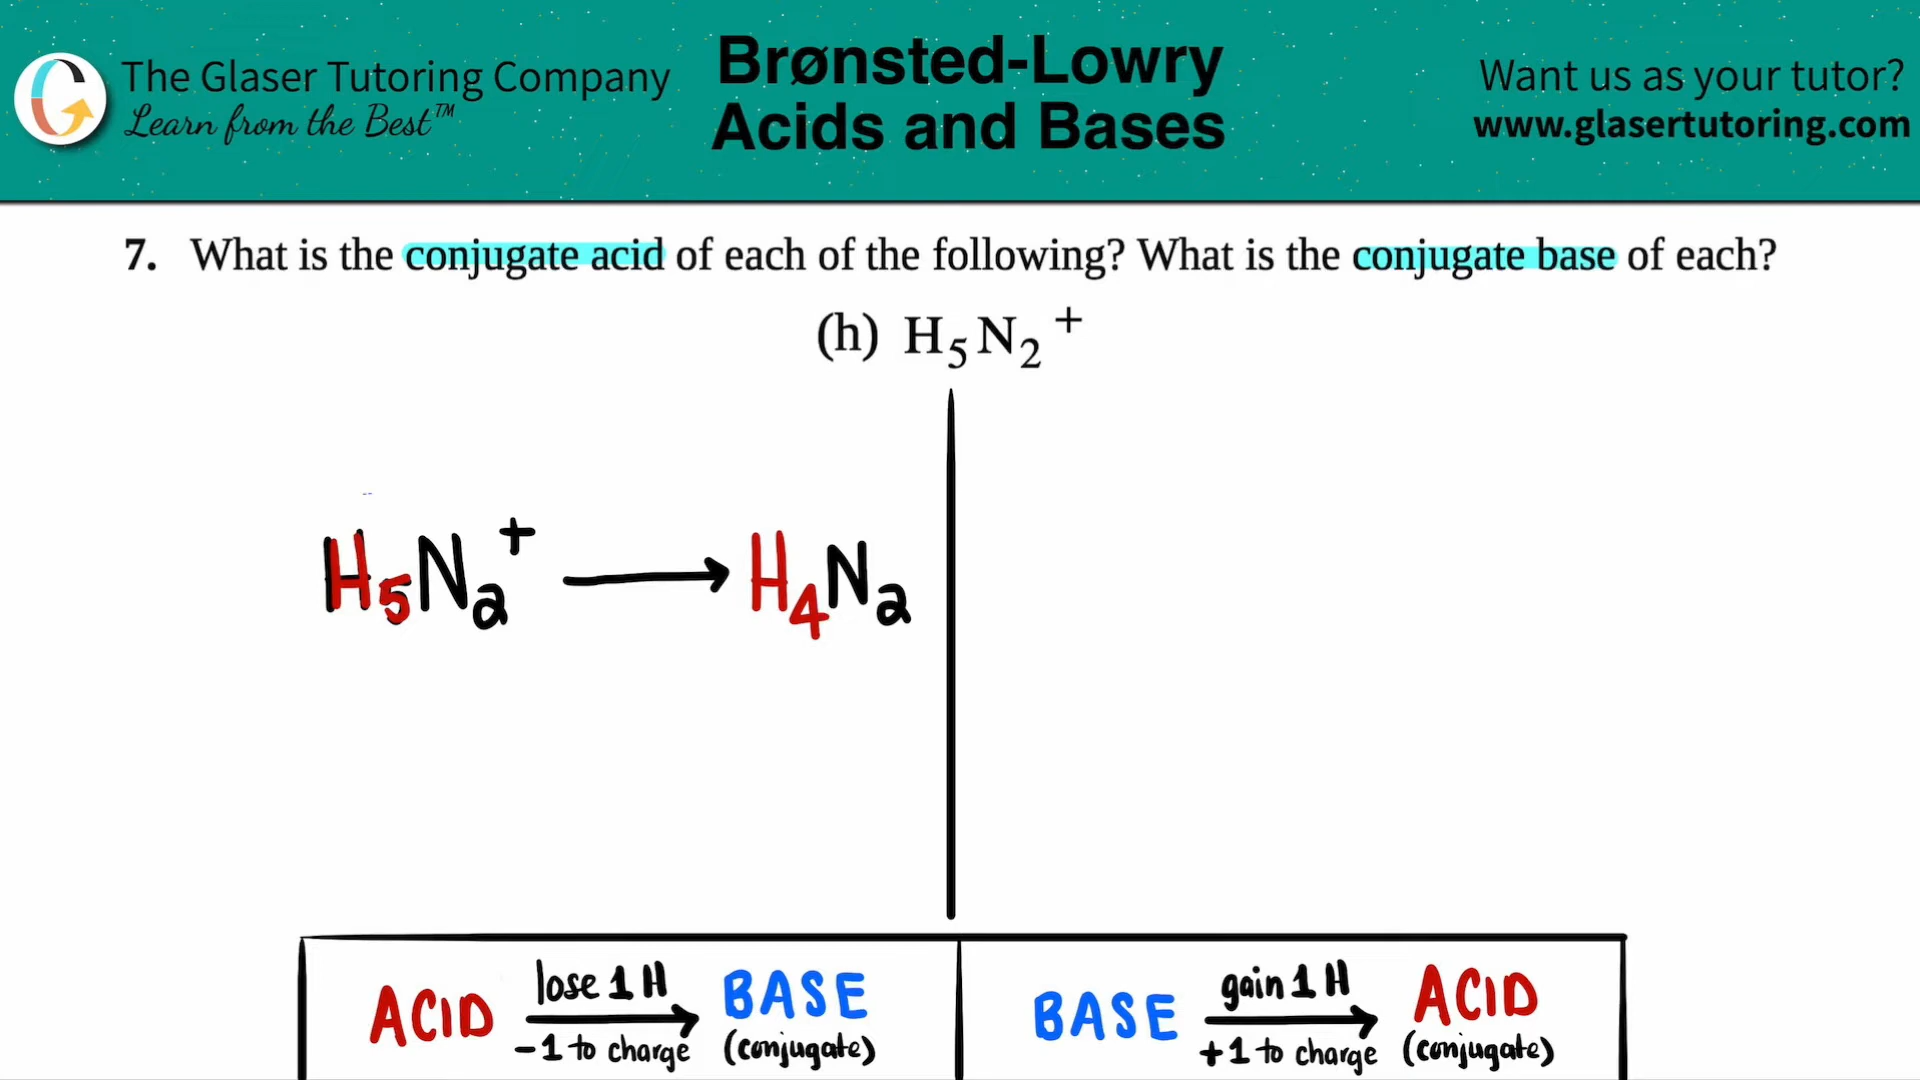 The Glaser Tutoring Company
Learn from the Best™
Brønsted-Lowry
Acids and Bases
Want us as your tutor?
www.glasertutoring.com
7. What is the conjugate acid of each of the following? What is the conjugate base of each?
(h) H₅N₂⁺
H₅N₂⁺ → H₄N₂
ACID lose 1 H → -1 to charge BASE (conjugate)
BASE gain 1 H → +1 to charge ACID (conjugate)